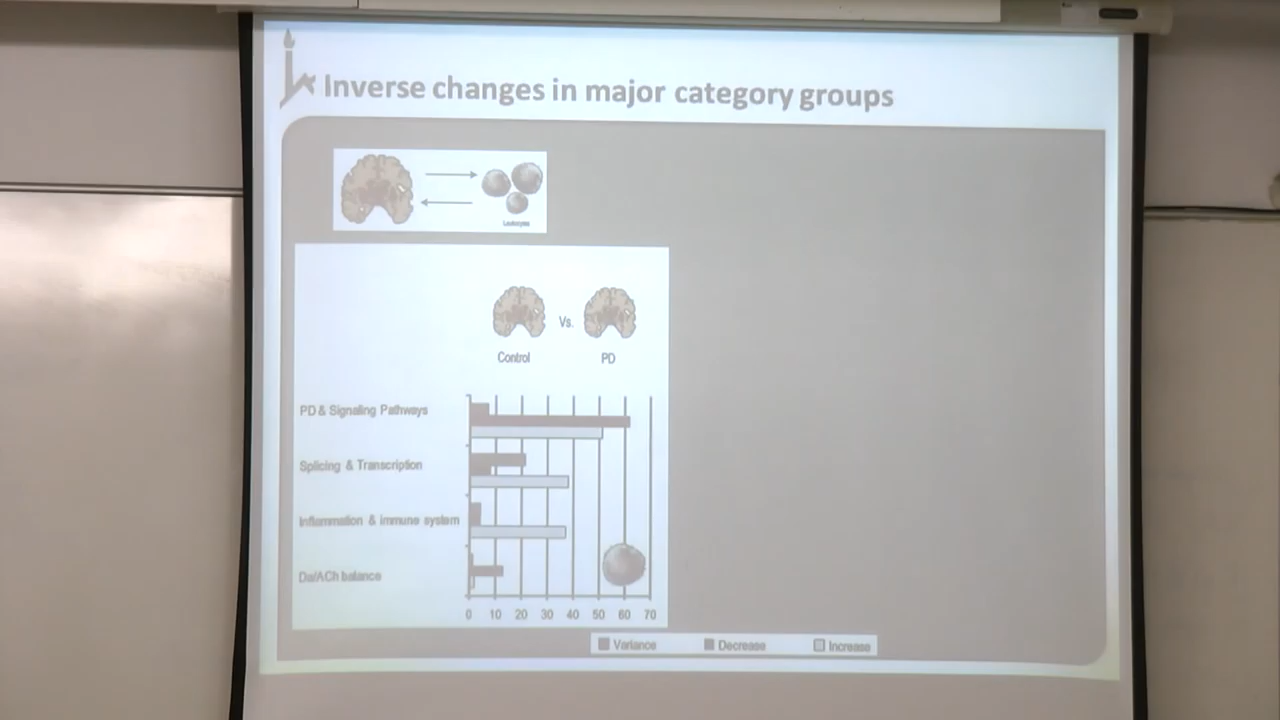 Inverse changes in major category groups
Leukocytes
Vs.
Control
PD
PD & Signaling Pathways
Splicing & Transcription
Inflammation & immune system
Da/ACh balance
0 10 20 30 40 50 60 70
Variance Decrease Increase